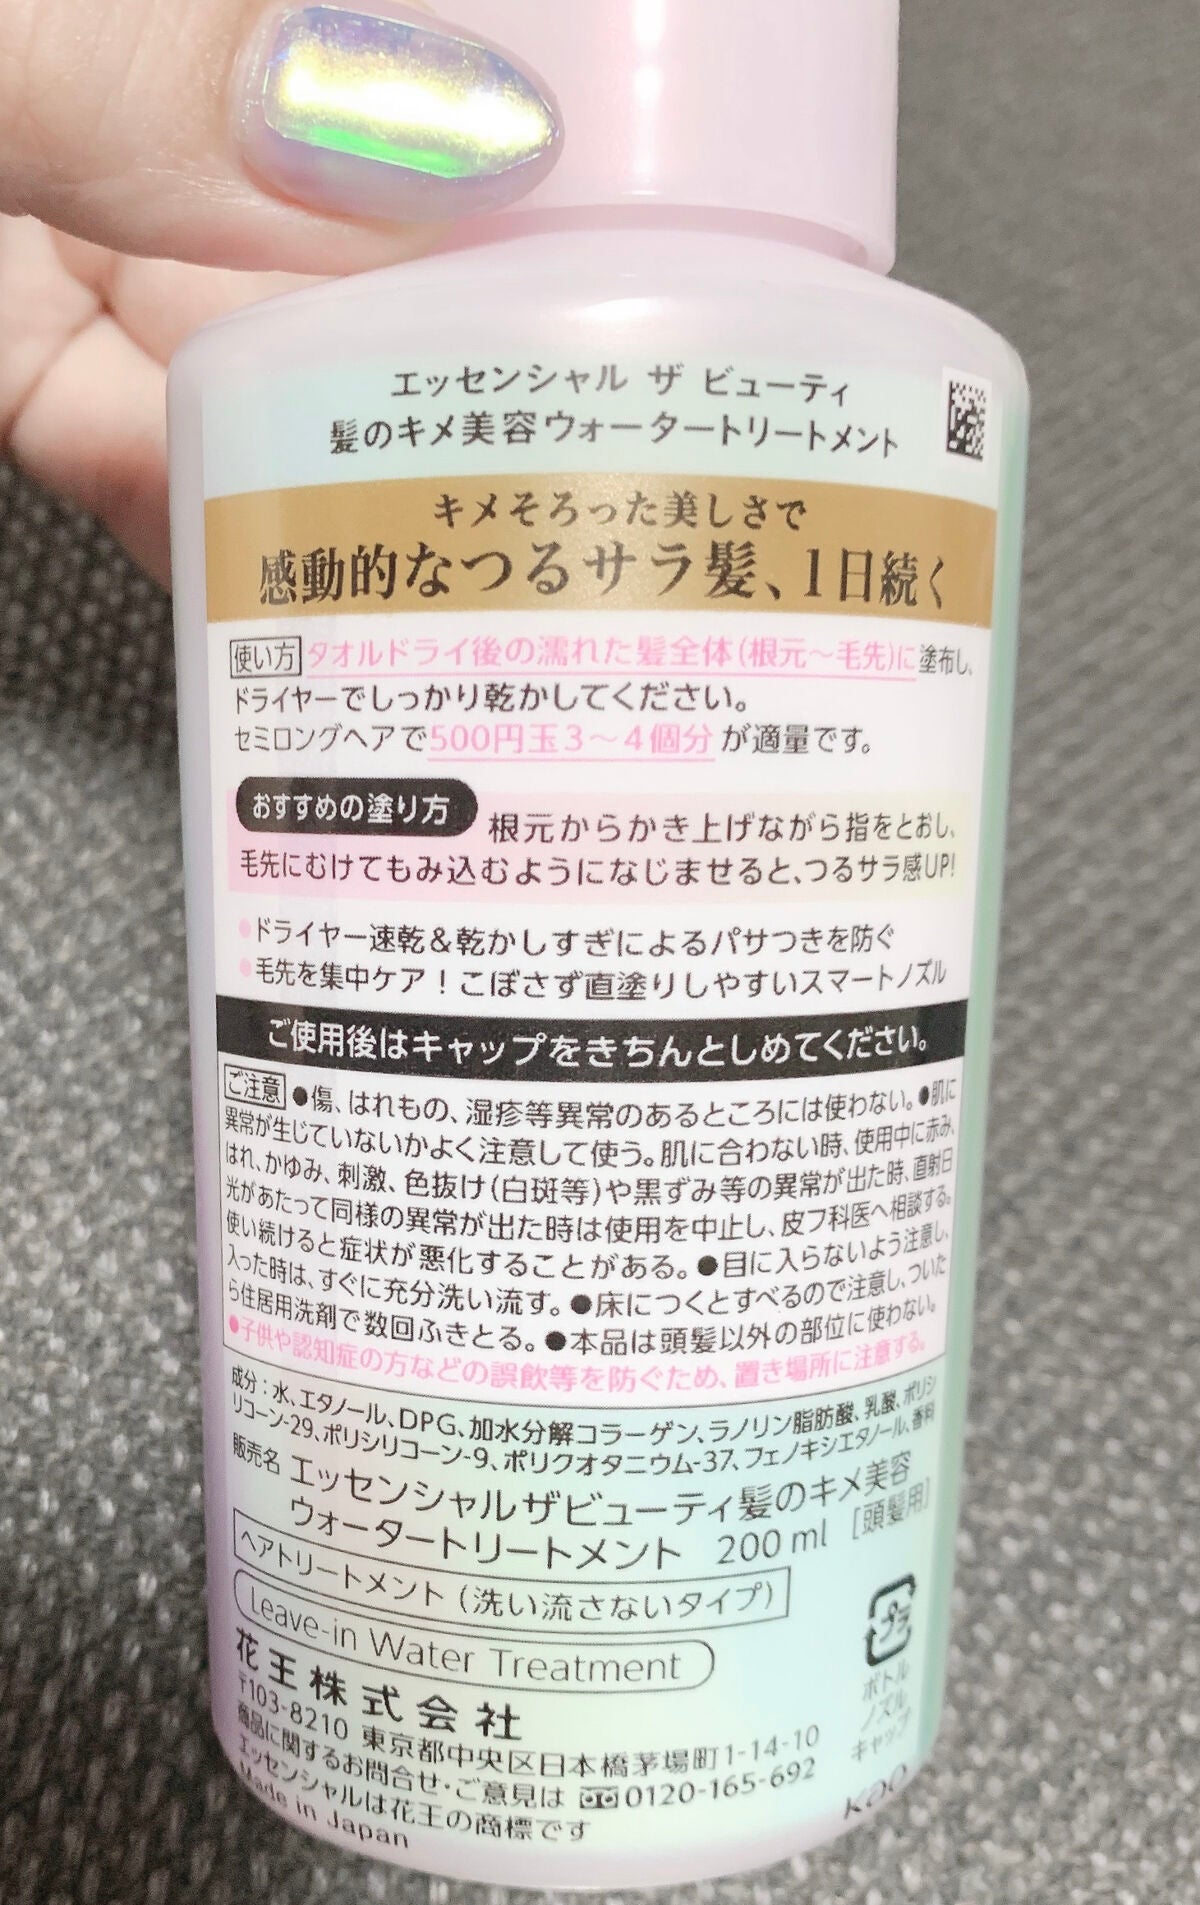 エッセンシャル ザ ビューティ
髪のキメ美容ウォータートリートメント
キメそろった美しさで
感動的なつるサラ髪、1日続く
使い方 タオルドライ後の濡れた髪全体(根元～毛先)に塗布し、
ドライヤーでしっかり乾かしてください。
セミロングヘアで500円玉3～4個分が適量です。
おすすめの塗り方 根元からかき上げながら指をとおし、
毛先にむけてもみ込むようになじませると、つるサラ感UP!
●ドライヤー速乾&乾かしすぎによるパサつきを防ぐ
●毛先を集中ケア!こぼさず直塗りしやすいスマートノズル
ご使用後はキャップをきちんとしめてください。
ご注意 ●傷、はれもの、湿疹等異常のあるところには使わない。●肌に
異常が生じていないかよく注意して使う。肌に合わない時、使用中に赤み、
はれ、かゆみ、刺激、色抜け(白斑等)や黒ずみ等の異常が出た時、直射日
光があたって同様の異常が出た時は使用を中止し、皮フ科医へ相談する。
使い続けると症状が悪化することがある。●目に入らないよう注意し、
入った時は、すぐに充分洗い流す。●床につくとすべるので注意し、ついた
ら住居用洗剤で数回ふきとる。●本品は頭髪以外の部位に使わない。
●子供や認知症の方などの誤飲等を防ぐため、置き場所に注意する。
成分:水、エタノール、DPG、加水分解コラーゲン、ラノリン脂肪酸、乳酸、ポリシ
リコーン-29、ポリシリコーン-9、ポリクオタニウム-37、フェノキシエタノール、香料
販売名 エッセンシャルザビューティ髪のキメ美容
ウォータートリートメント 200ml [頭髪用]
ヘアトリートメント(洗い流さないタイプ)
Leave-in Water Treatment
花王株式会社
〒103-8210 東京都中央区日本橋茅場町1-14-10
商品に関するお問合せ・ご意見は 0120-165-692
エッセンシャルは花王の商標です
Made in Japan
プラ
ボトル
ノズル
キャップ
Kao